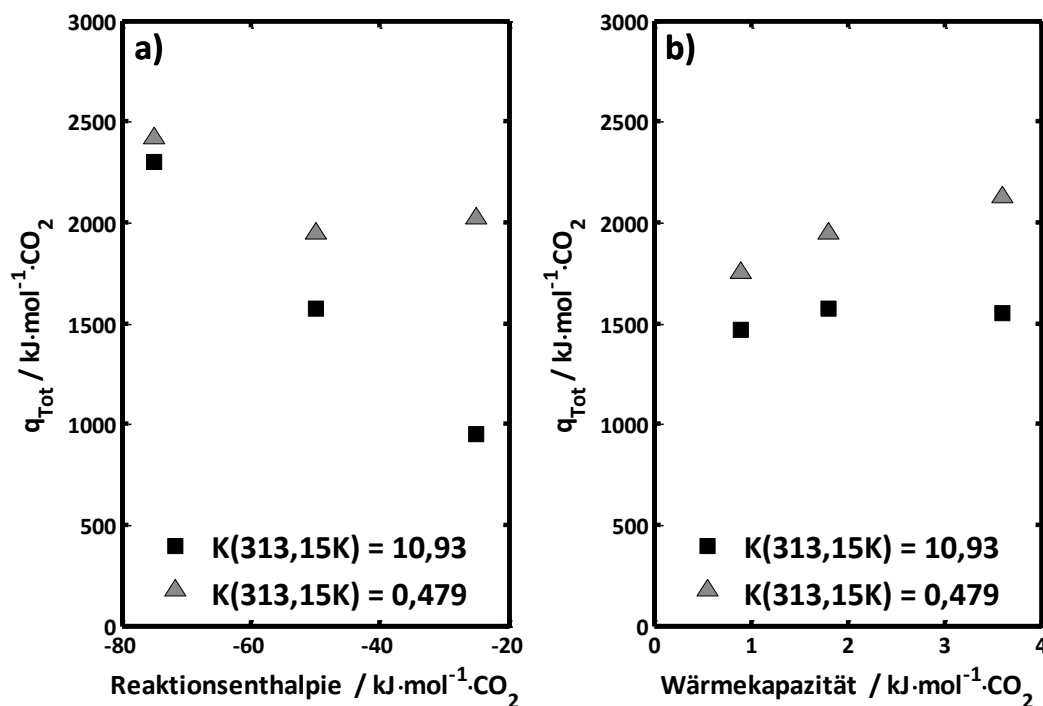 a)
3000
2500
2000
1500
1000
500
0
q_Tot / kJ·mol⁻¹·CO₂
K(313,15K) = 10,93
K(313,15K) = 0,479
-80 -60 -40 -20
Reaktionsenthalpie / kJ·mol⁻¹·CO₂
b)
3000
2500
2000
1500
1000
500
0
q_Tot / kJ·mol⁻¹·CO₂
K(313,15K) = 10,93
K(313,15K) = 0,479
0 1 2 3 4
Wärmekapazität / kJ·mol⁻¹·CO₂